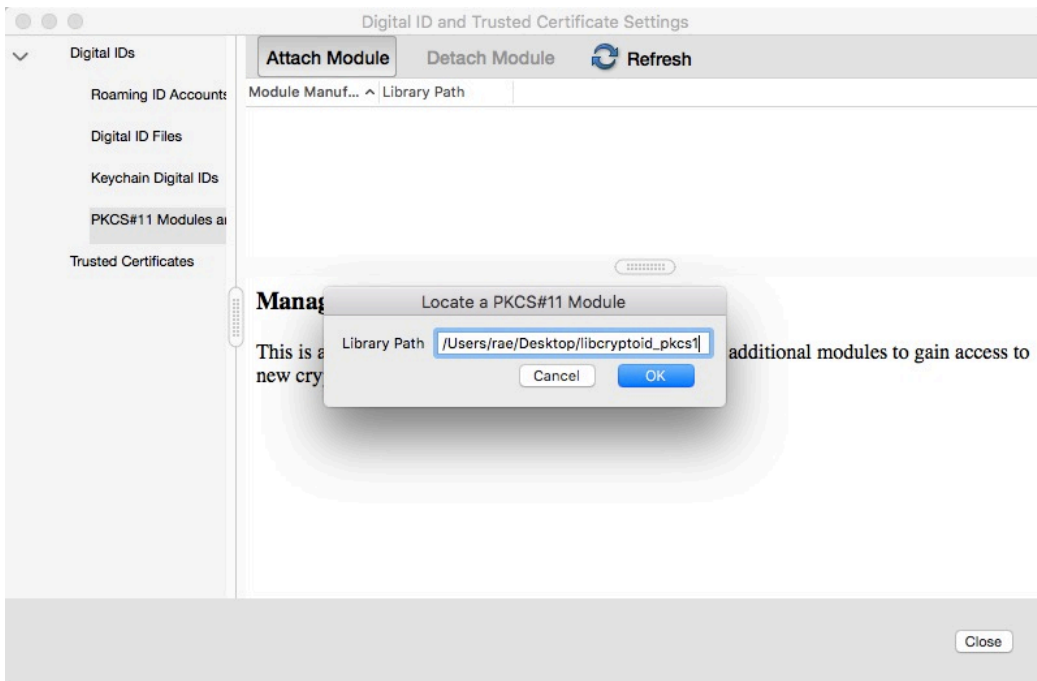 Digital ID and Trusted Certificate Settings
Digital IDs
Roaming ID Accounts
Digital ID Files
Keychain Digital IDs
PKCS#11 Modules a
Trusted Certificates
Attach Module Detach Module Refresh
Module Manuf... Library Path
Manag
This is a additional modules to gain access to
new cry
Locate a PKCS#11 Module
Library Path /Users/rae/Desktop/libcryptoid_pkcs1
Cancel OK
Close